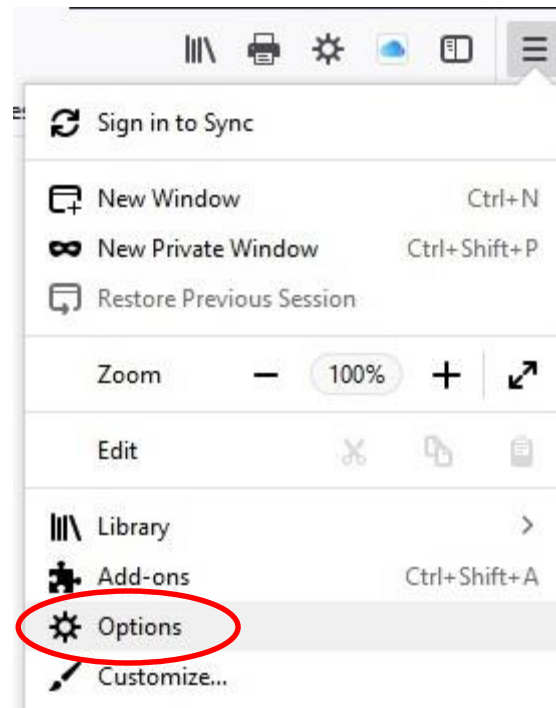 es
Sign in to Sync
New Window Ctrl+N
New Private Window Ctrl+Shift+P
Restore Previous Session
Zoom − 100% +
Edit
Library >
Add-ons Ctrl+Shift+A
Options
Customize...